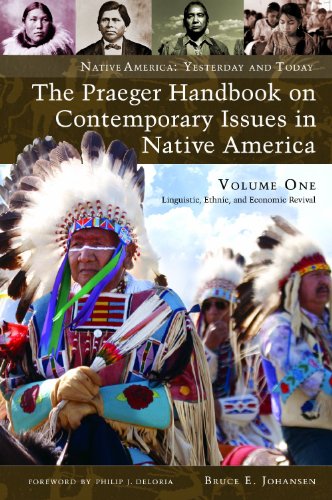 Native America: Yesterday and Today
The Praeger Handbook on
Contemporary Issues in
Native America
Volume One
Linguistic, Ethnic, and Economic Revival
Foreword by Philip J. Deloria
Bruce E. Johansen